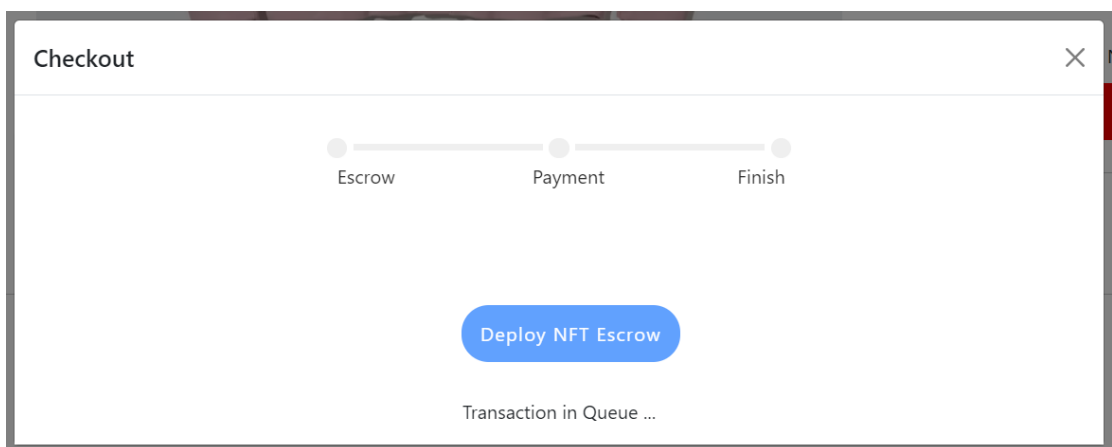 Checkout
Escrow Payment Finish
Deploy NFT Escrow
Transaction in Queue ...